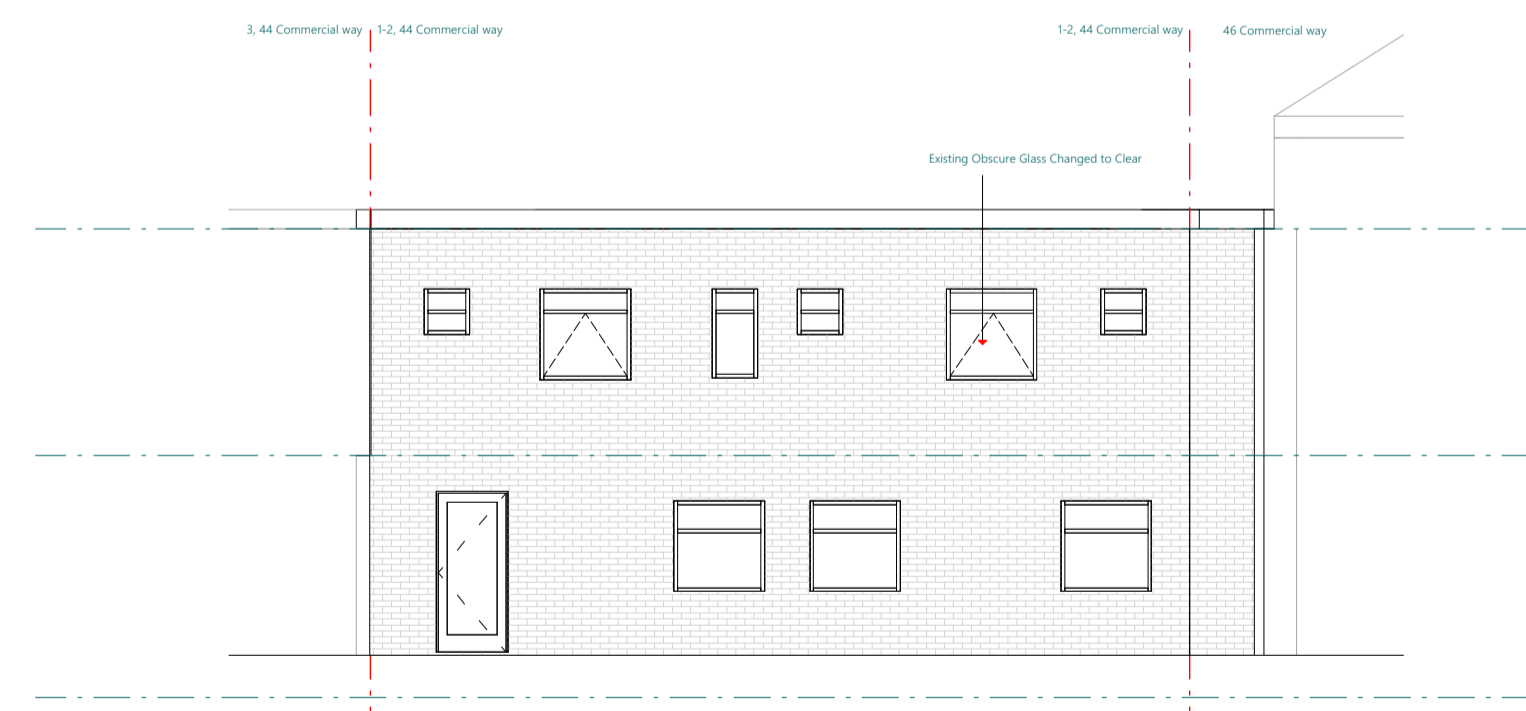 3, 44 Commercial way
1-2, 44 Commercial way
1-2, 44 Commercial way
46 Commercial way
Existing Obscure Glass Changed to Clear